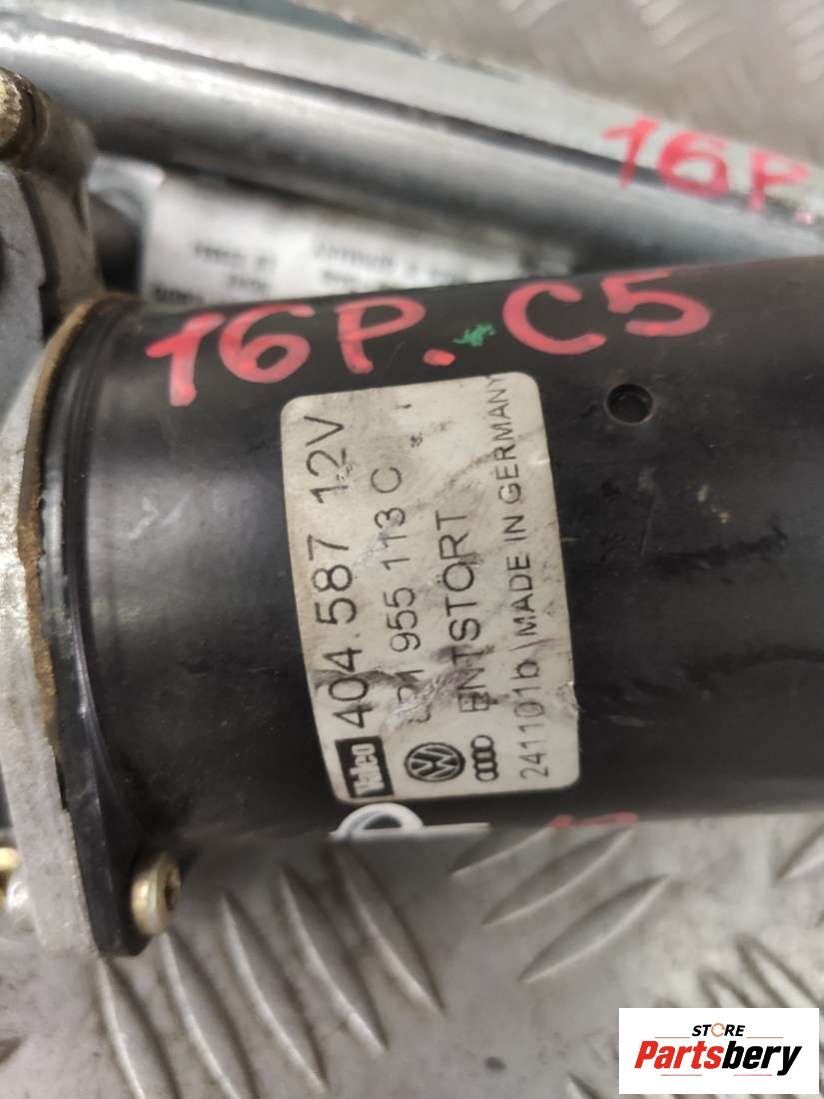 16P.
16P. C5
Valeo 404 587 12V
955 113 C
ENTSTÖRT
241101b MADE IN GERMANY
STORE
Partsbery